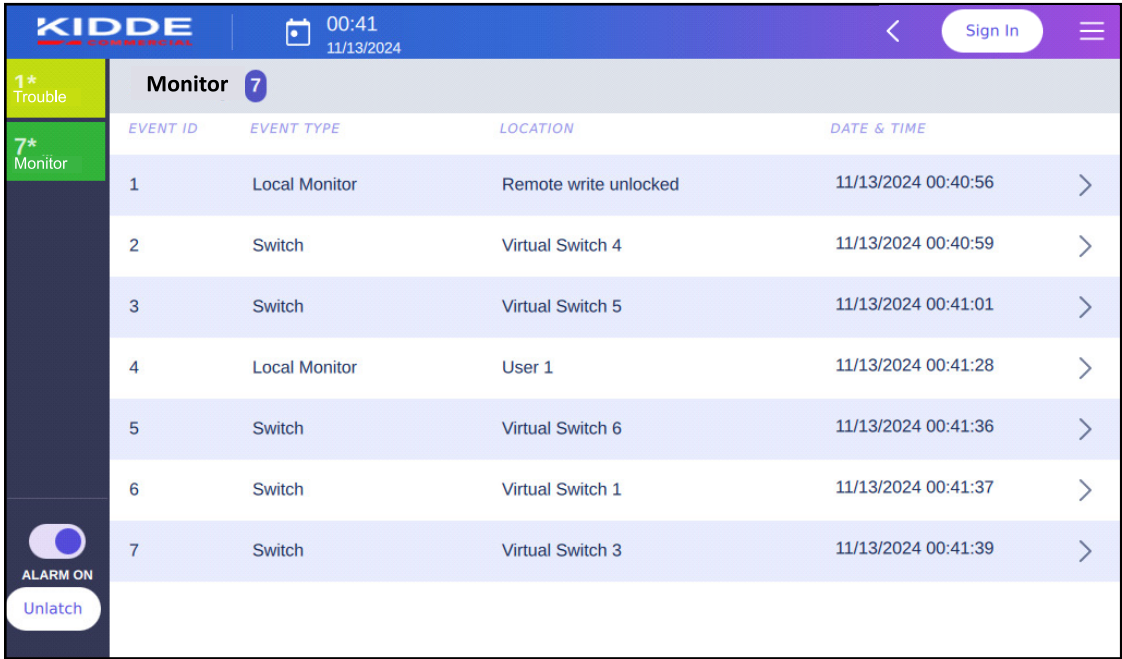 KIDDE
COMMERCIAL
00:41
11/13/2024
Sign In
1*
Trouble
7*
Monitor
Monitor 7
EVENT ID EVENT TYPE LOCATION DATE & TIME
1 Local Monitor Remote write unlocked 11/13/2024 00:40:56
2 Switch Virtual Switch 4 11/13/2024 00:40:59
3 Switch Virtual Switch 5 11/13/2024 00:41:01
4 Local Monitor User 1 11/13/2024 00:41:28
5 Switch Virtual Switch 6 11/13/2024 00:41:36
6 Switch Virtual Switch 1 11/13/2024 00:41:37
7 Switch Virtual Switch 3 11/13/2024 00:41:39
ALARM ON
Unlatch